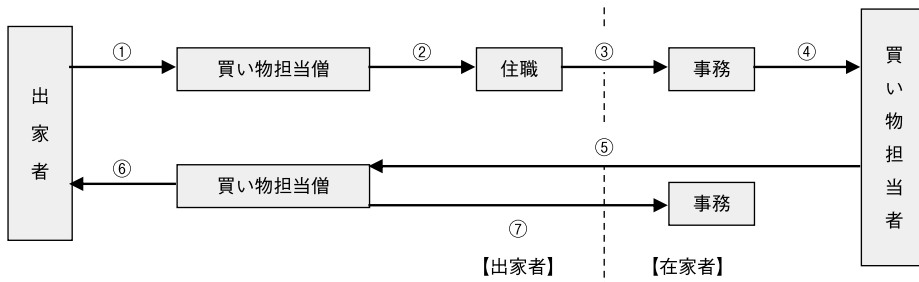 出家者
①
買い物担当僧
②
住職
③
事務
④
買い物担当者
⑤
⑥
買い物担当僧
事務
⑦
【出家者】
【在家者】